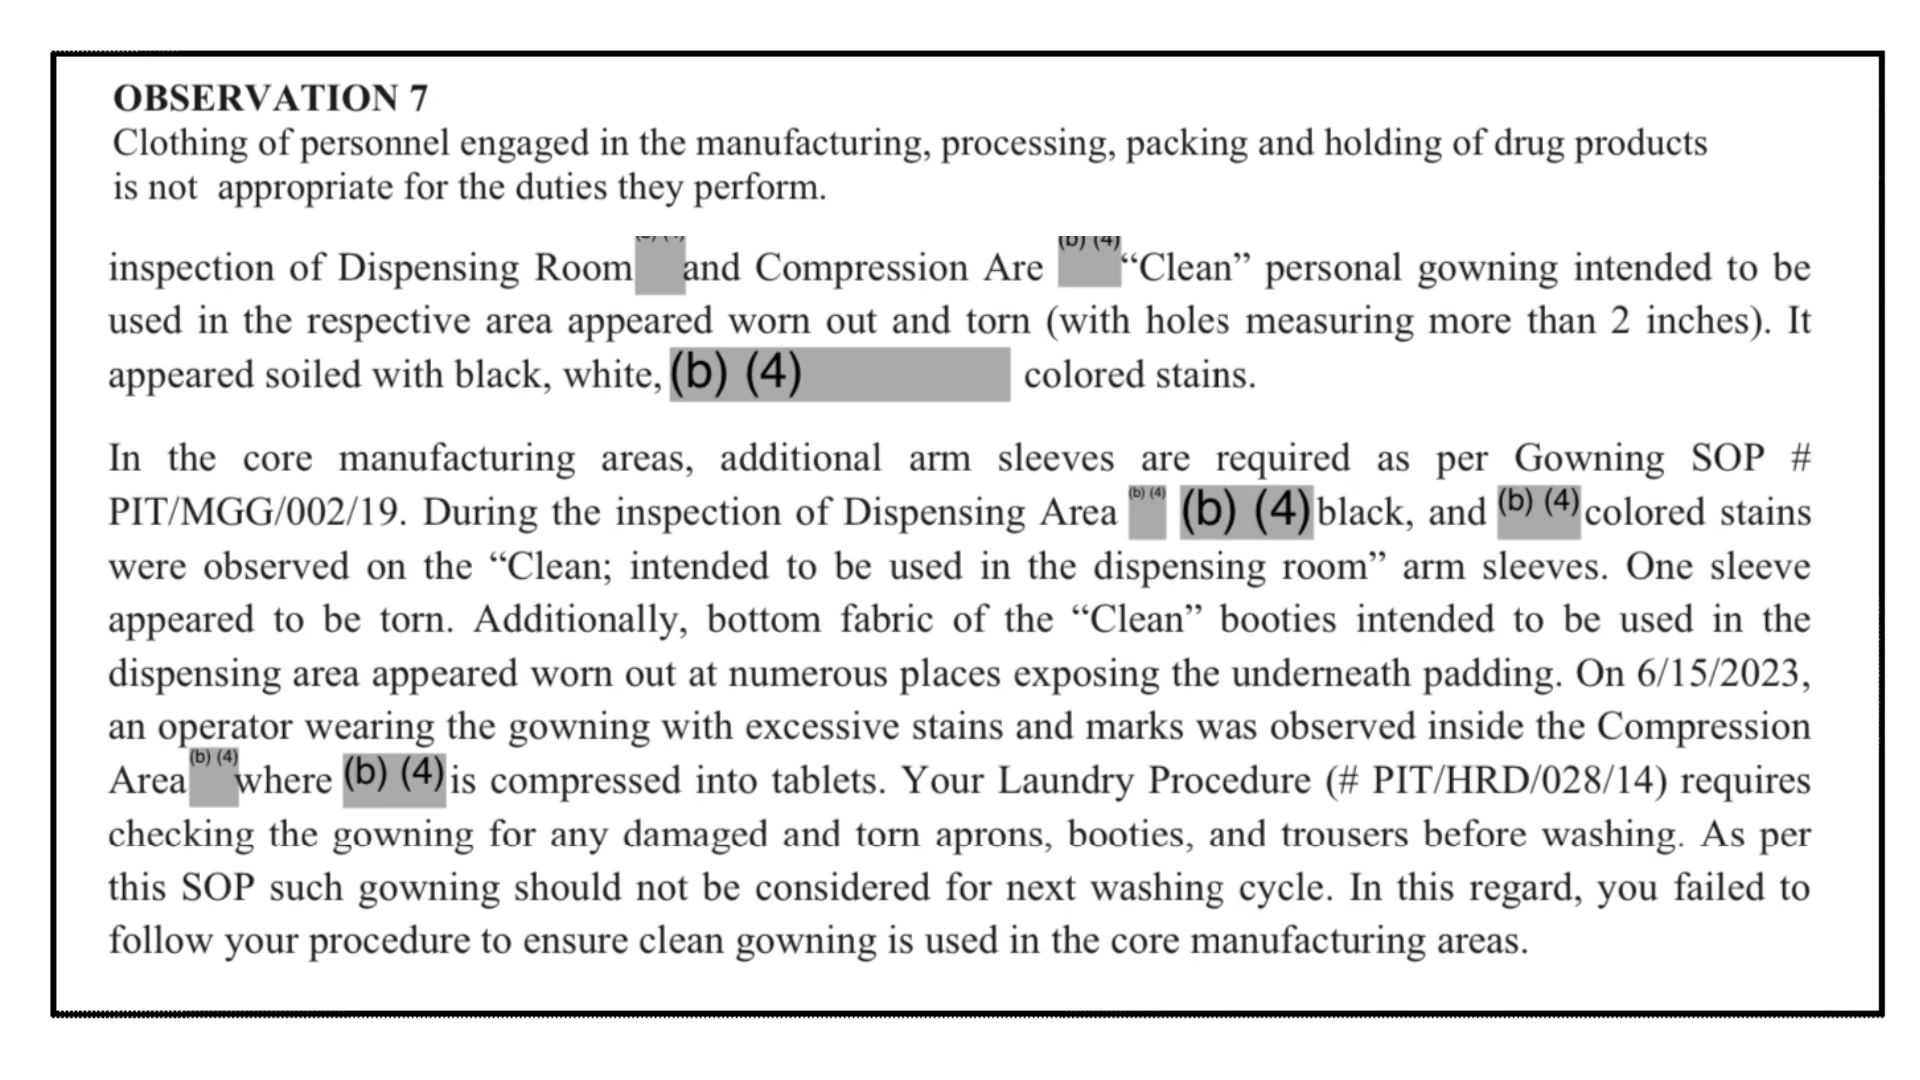 OBSERVATION 7
Clothing of personnel engaged in the manufacturing, processing, packing and holding of drug products
is not appropriate for the duties they perform.
inspection of Dispensing Room (b) (4) and Compression Are (b) (4) “Clean” personal gowning intended to be
used in the respective area appeared worn out and torn (with holes measuring more than 2 inches). It
appeared soiled with black, white, (b) (4) colored stains.
In the core manufacturing areas, additional arm sleeves are required as per Gowning SOP #
PIT/MGG/002/19. During the inspection of Dispensing Area (b) (4) (b) (4) black, and (b) (4) colored stains
were observed on the “Clean; intended to be used in the dispensing room” arm sleeves. One sleeve
appeared to be torn. Additionally, bottom fabric of the “Clean” booties intended to be used in the
dispensing area appeared worn out at numerous places exposing the underneath padding. On 6/15/2023,
an operator wearing the gowning with excessive stains and marks was observed inside the Compression
Area (b) (4) where (b) (4) is compressed into tablets. Your Laundry Procedure (# PIT/HRD/028/14) requires
checking the gowning for any damaged and torn aprons, booties, and trousers before washing. As per
this SOP such gowning should not be considered for next washing cycle. In this regard, you failed to
follow your procedure to ensure clean gowning is used in the core manufacturing areas.